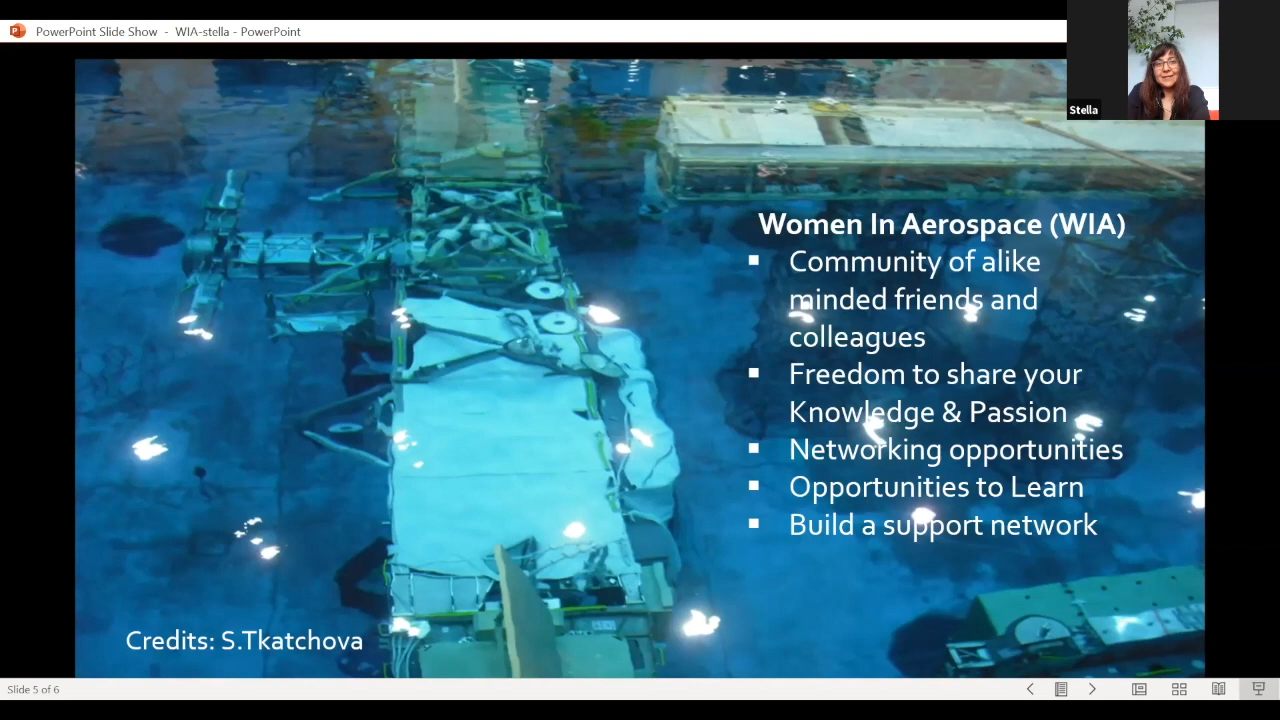 PowerPoint Slide Show - WIA-stella - PowerPoint
Stella
Women In Aerospace (WIA)
▪ Community of alike
minded friends and
colleagues
▪ Freedom to share your
Knowledge & Passion
▪ Networking opportunities
▪ Opportunities to Learn
▪ Build a support network
Credits: S.Tkatchova
Slide 5 of 6